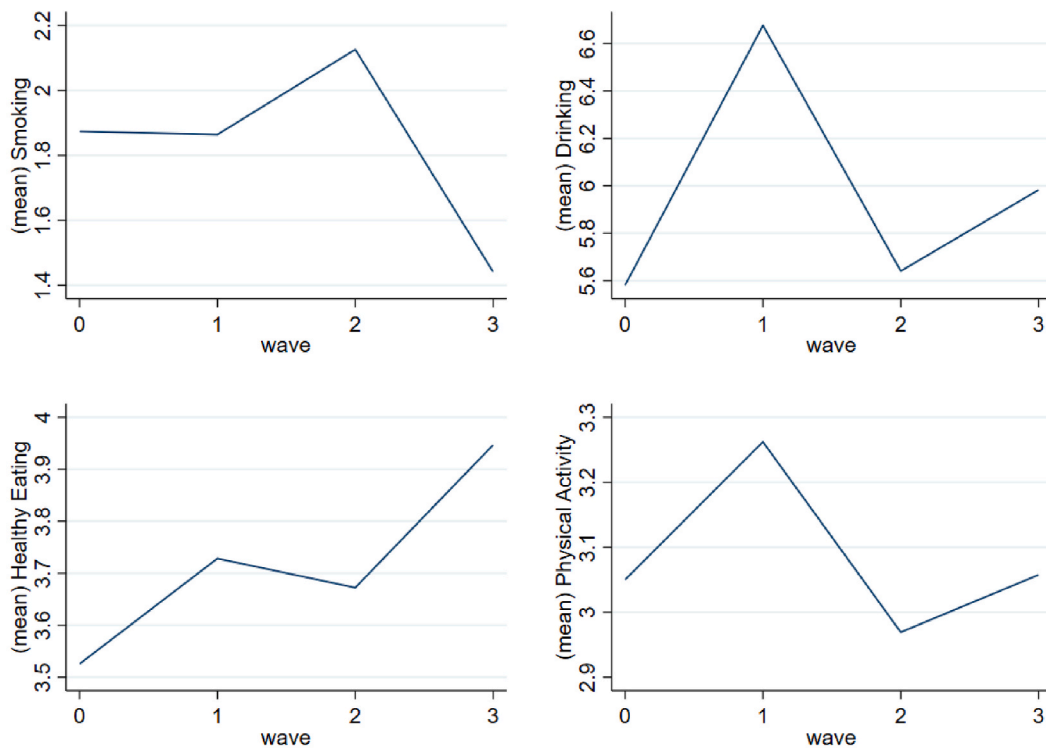 (mean) Smoking
2.2
2
1.8
1.6
1.4
0 1 2 3
wave
(mean) Drinking
6.6
6.4
6.2
6
5.8
5.6
0 1 2 3
wave
(mean) Healthy Eating
4
3.9
3.8
3.7
3.6
3.5
0 1 2 3
wave
(mean) Physical Activity
3.3
3.2
3.1
3
2.9
0 1 2 3
wave